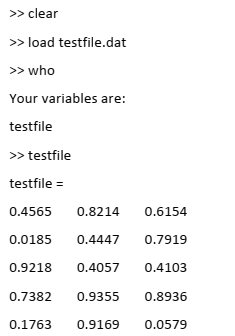 >> clear
>> load testfile.dat
>> who
Your variables are:
testfile
>> testfile
testfile =
0.4565 0.8214 0.6154
0.0185 0.4447 0.7919
0.9218 0.4057 0.4103
0.7382 0.9355 0.8936
0.1763 0.9169 0.0579